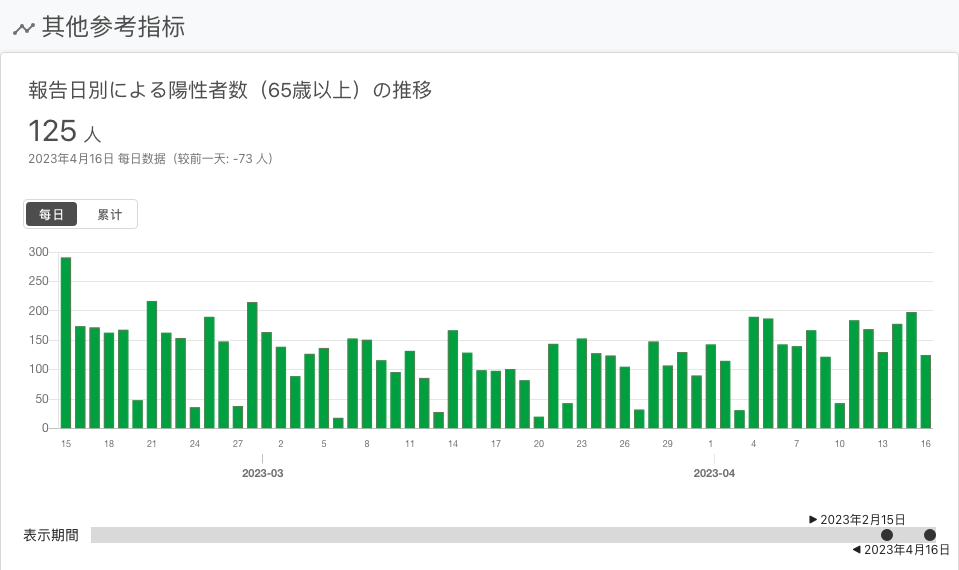 其他参考指标
報告日別による陽性者数（65歳以上）の推移
125 人
2023年4月16日 每日数据（较前一天: -73 人）
每日 累计
300
250
200
150
100
50
0
15 18 21 24 27 2 5 8 11 14 17 20 23 26 29 1 4 7 10 13 16
2023-03 2023-04
▶ 2023年2月15日
表示期間
◀ 2023年4月16日